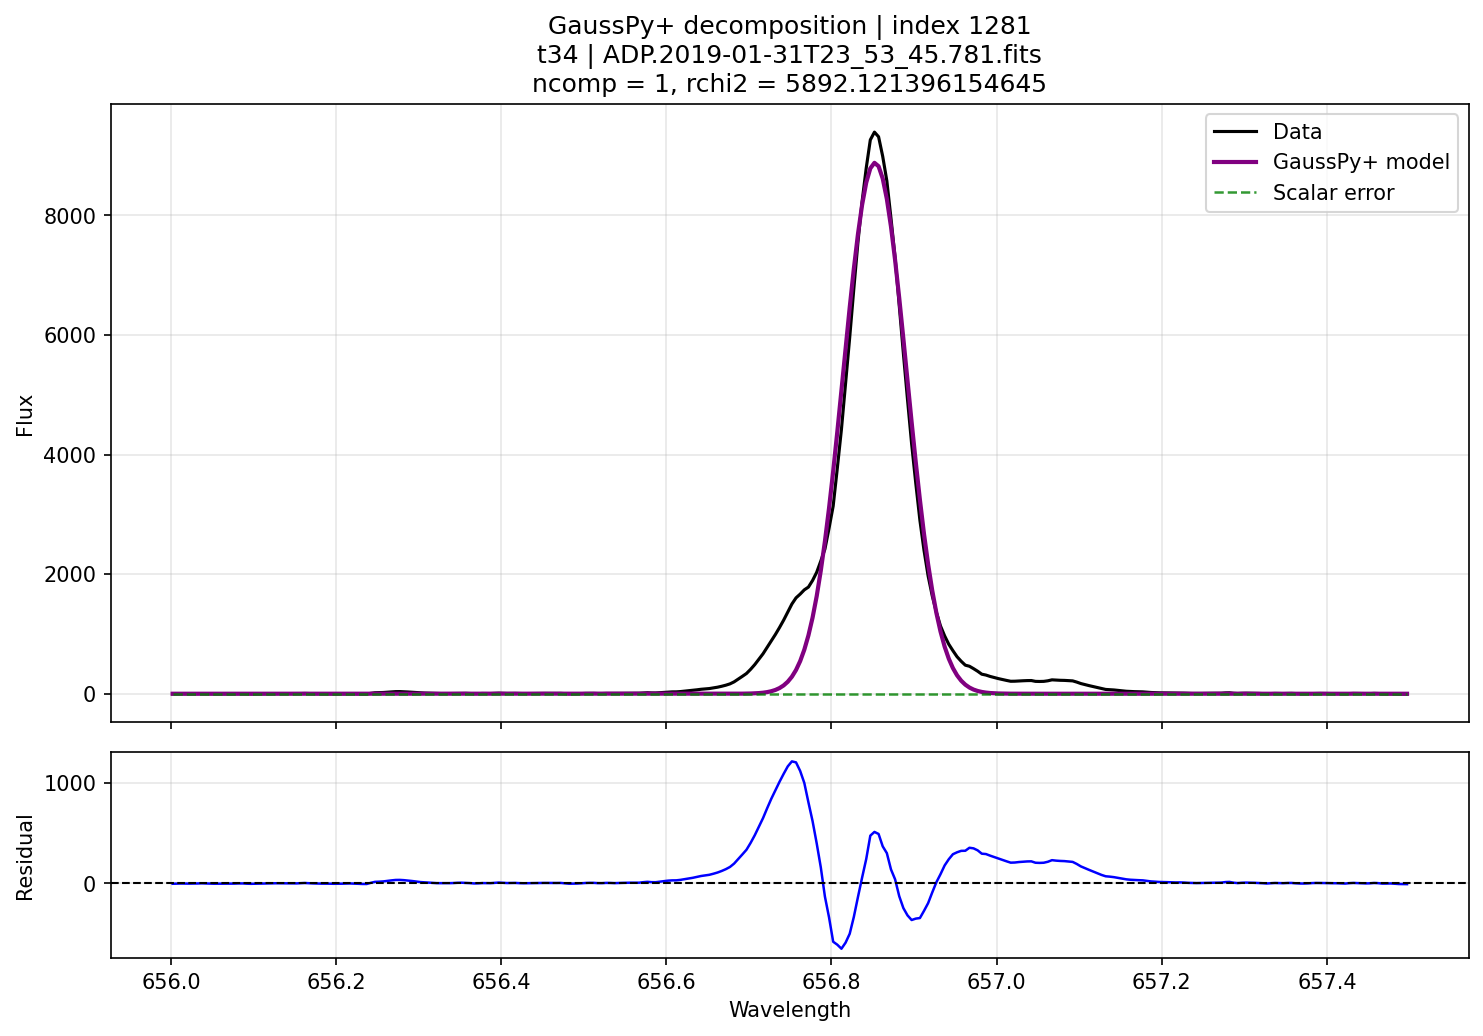 GaussPy+ decomposition | index 1281
t34 | ADP.2019-01-31T23_53_45.781.fits
ncomp = 1, rchi2 = 5892.121396154645
Data
GaussPy+ model
Scalar error
Flux
8000
6000
4000
2000
0
Residual
1000
0
656.0 656.2 656.4 656.6 656.8 657.0 657.2 657.4
Wavelength